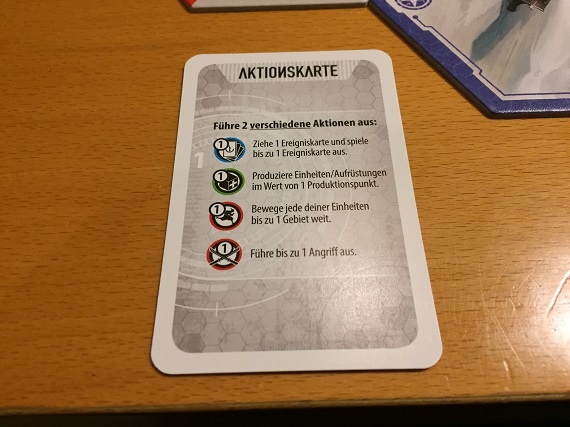 AKTIONSKARTE
Führe 2 verschiedene Aktionen aus:
1 Ziehe 1 Ereigniskarte und spiele
bis zu 1 Ereigniskarte aus.
1 Produziere Einheiten/Aufrüstungen
im Wert von 1 Produktionspunkt.
1 Bewege jede deiner Einheiten
bis zu 1 Gebiet weit.
1 Führe bis zu 1 Angriff aus.
1